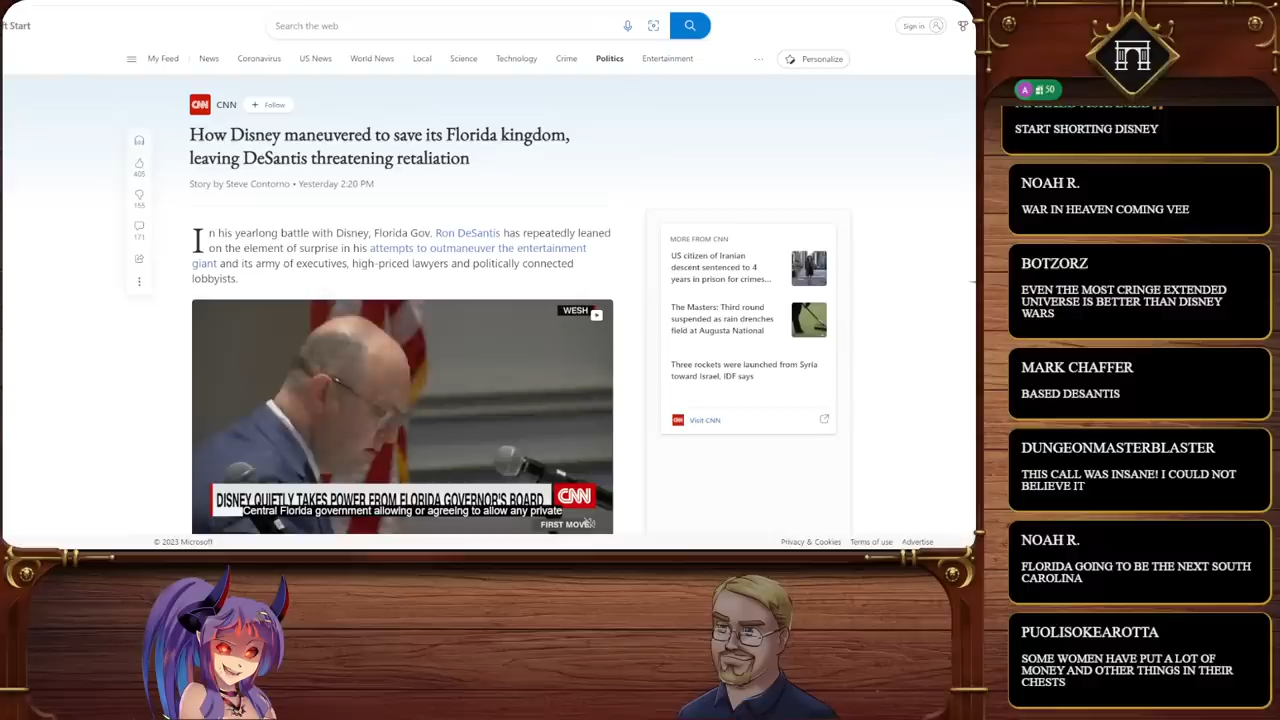 ft Start
Search the web
Sign in
My Feed
News
Coronavirus
US News
World News
Local
Science
Technology
Crime
Politics
Entertainment
...
Personalize
CNN
CNN
+ Follow
How Disney maneuvered to save its Florida kingdom,
leaving DeSantis threatening retaliation
Story by Steve Contorno • Yesterday 2:20 PM
405
155
171
In his yearlong battle with Disney, Florida Gov. Ron DeSantis has repeatedly leaned
on the element of surprise in his attempts to outmaneuver the entertainment
giant and its army of executives, high-priced lawyers and politically connected
lobbyists.
WESH
DISNEY QUIETLY TAKES POWER FROM FLORIDA GOVERNOR'S BOARD
CNN
Central Florida government allowing or agreeing to allow any private
FIRST MOVE
MORE FROM CNN
US citizen of Iranian
descent sentenced to 4
years in prison for crimes...
The Masters: Third round
suspended as rain drenches
field at Augusta National
Three rockets were launched from Syria
toward Israel, IDF says
CNN
Visit CNN
© 2023 Microsoft
Privacy & Cookies
Terms of use
Advertise
A
50
START SHORTING DISNEY
NOAH R.
WAR IN HEAVEN COMING VEE
BOTZORZ
EVEN THE MOST CRINGE EXTENDED
UNIVERSE IS BETTER THAN DISNEY
WARS
MARK CHAFFER
BASED DESANTIS
DUNGEONMASTERBLASTER
THIS CALL WAS INSANE! I COULD NOT
BELIEVE IT
NOAH R.
FLORIDA GOING TO BE THE NEXT SOUTH
CAROLINA
PUOLISOKEAROTTA
SOME WOMEN HAVE PUT A LOT OF
MONEY AND OTHER THINGS IN THEIR
CHESTS